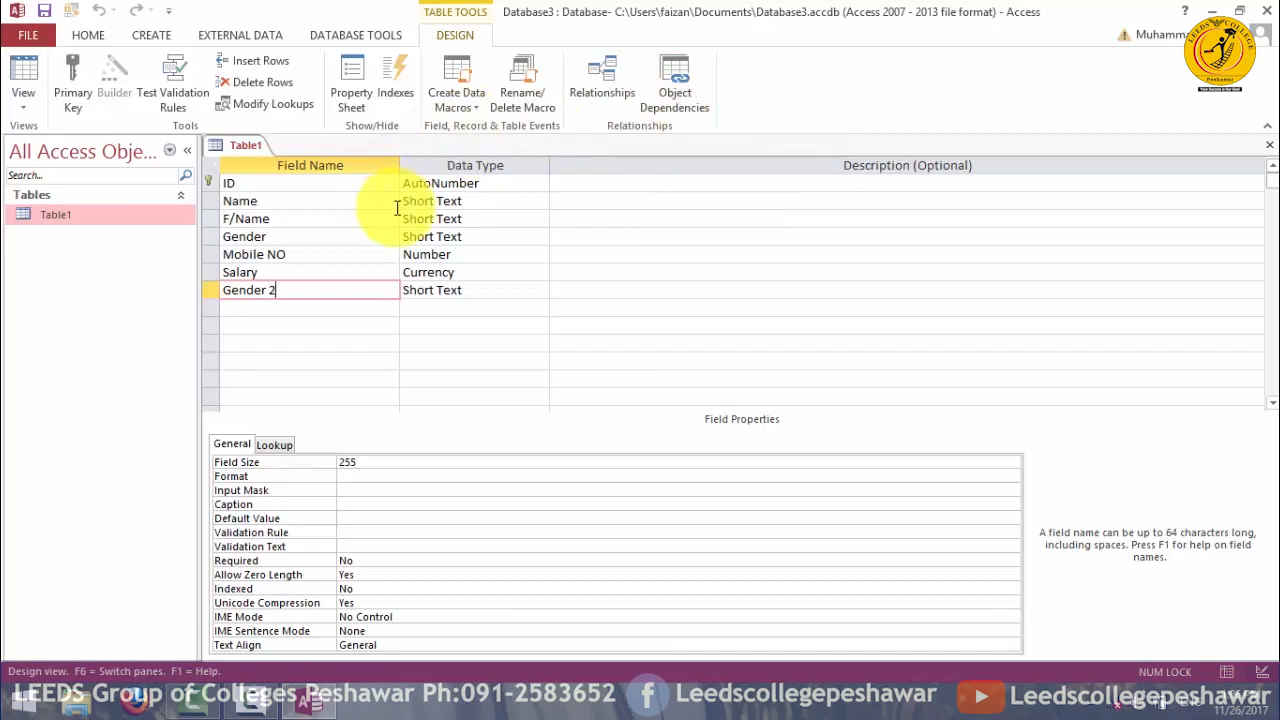 TABLE TOOLS
Database3 : Database- C:\Users\faizan\Documents\Database3.accdb (Access 2007 - 2013 file format) - Access
FILE HOME CREATE EXTERNAL DATA DATABASE TOOLS DESIGN
Muhamma
LEEDS COLLEGE
Peshawar
View
Primary Key
Builder
Test Validation Rules
Insert Rows
Delete Rows
Modify Lookups
Property Sheet
Indexes
Create Data Macros
Rename/ Delete Macro
Relationships
Object Dependencies
Views Tools Show/Hide Field, Record & Table Events Relationships
All Access Obje...
Search...
Tables
Table1
Table1
Field Name Data Type Description (Optional)
ID AutoNumber
Name Short Text
F/Name Short Text
Gender Short Text
Mobile NO Number
Salary Currency
Gender 2 Short Text
Field Properties
General Lookup
Field Size 255
Format
Input Mask
Caption
Default Value
Validation Rule
Validation Text
Required No
Allow Zero Length Yes
Indexed No
Unicode Compression Yes
IME Mode No Control
IME Sentence Mode None
Text Align General
A field name can be up to 64 characters long,
including spaces. Press F1 for help on field
names.
Design view. F6 = Switch panes. F1 = Help.
NUM LOCK
LEEDS Group of Colleges Peshawar Ph:091-2583652 f Leedscollegepeshawar Leedscollegepeshawar
ENG
11/26/2017